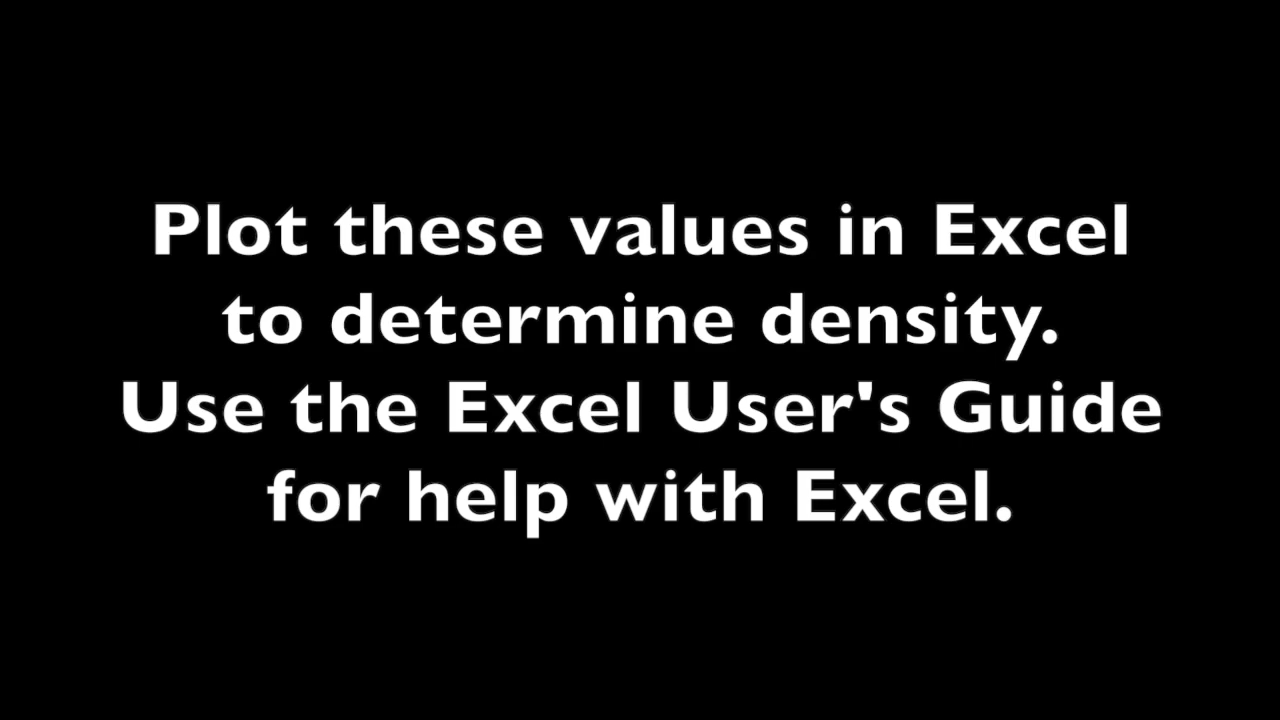 Plot these values in Excel
to determine density.
Use the Excel User's Guide
for help with Excel.